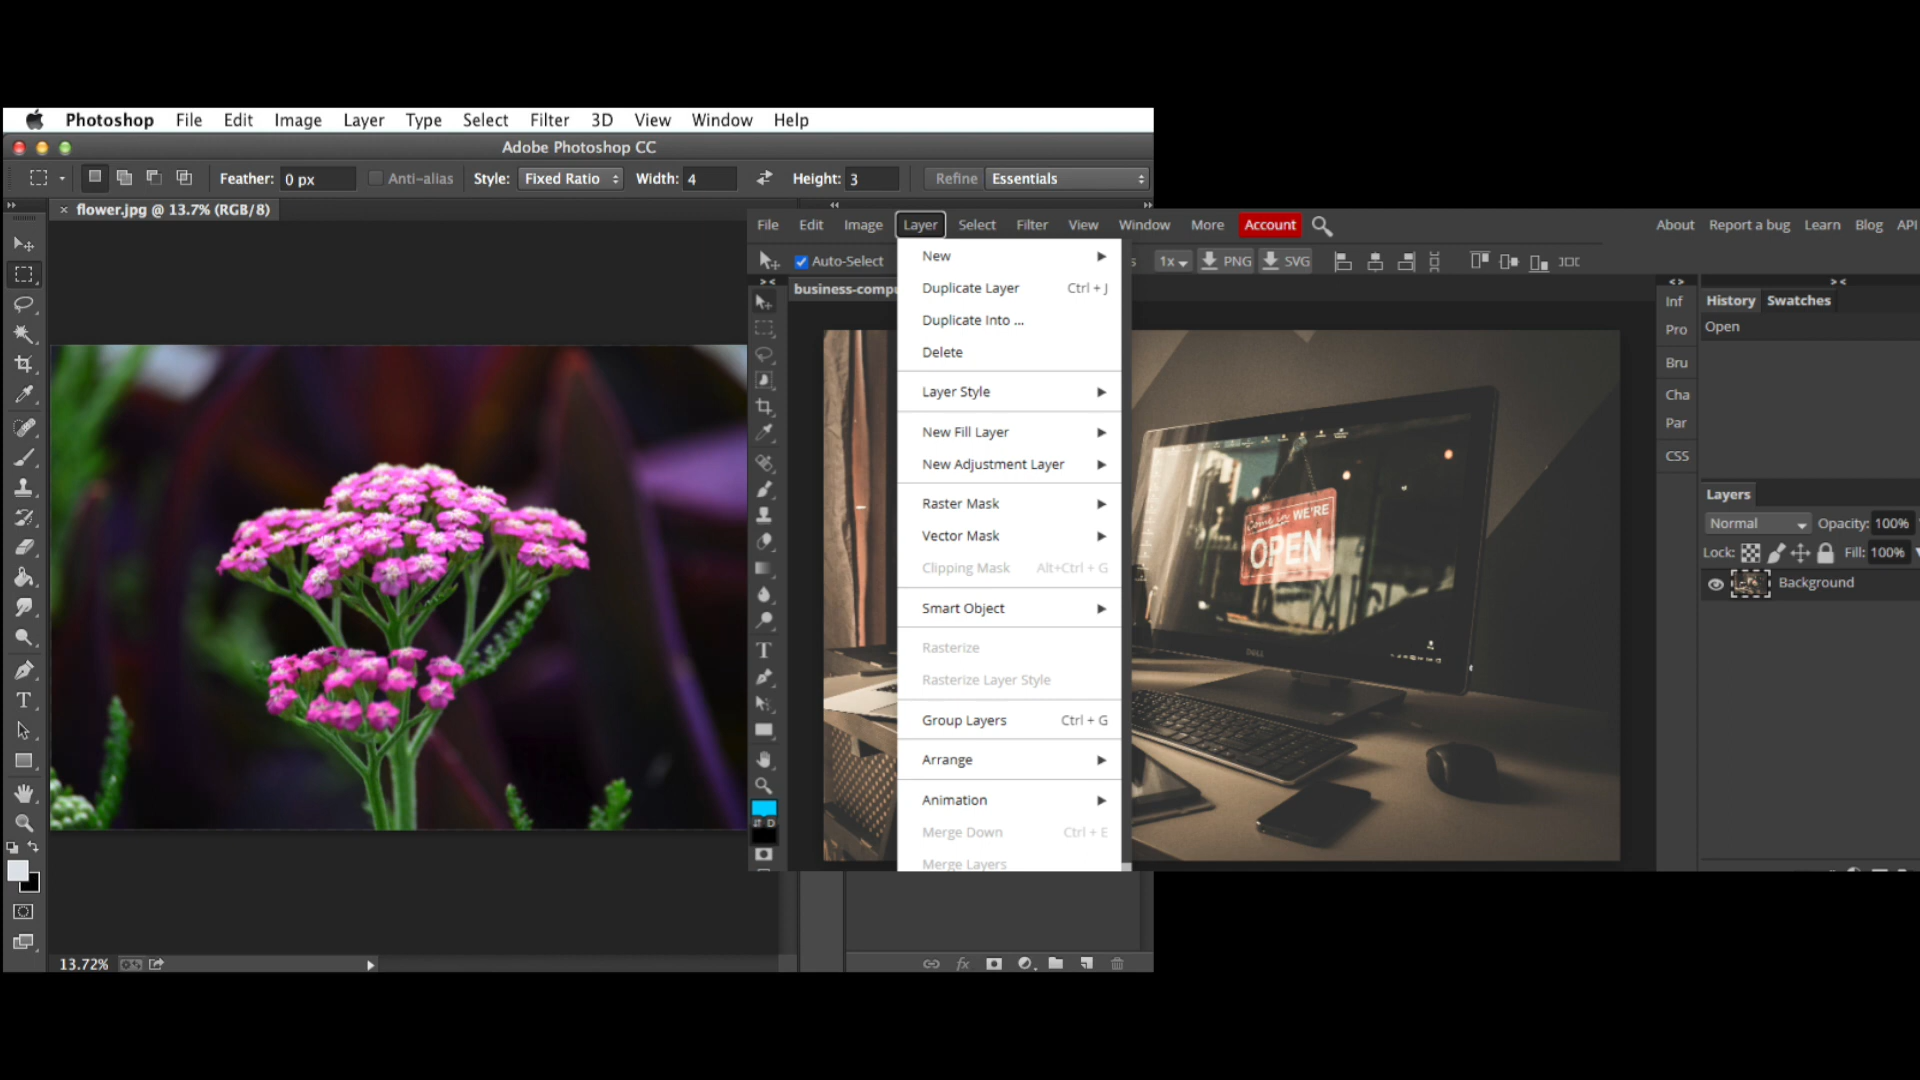 Photoshop File Edit Image Layer Type Select Filter 3D View Window Help
Adobe Photoshop CC
Feather: 0 px Anti-alias Style: Fixed Ratio Width: 4 Height: 3 Refine Essentials
× flower.jpg @ 13.7% (RGB/8)
File Edit Image Layer Select Filter View Window More Account About Report a bug Learn Blog API
Auto-Select s 1x PNG SVG
business-compu
New
Duplicate Layer Ctrl + J
Duplicate Into ...
Delete
Layer Style
New Fill Layer
New Adjustment Layer
Raster Mask
Vector Mask
Clipping Mask Alt+Ctrl + G
Smart Object
Rasterize
Rasterize Layer Style
Group Layers Ctrl + G
Arrange
Animation
Merge Down Ctrl + E
Merge Layers
Come in WE'RE
OPEN
DELL
Inf
Pro
Bru
Cha
Par
CSS
History Swatches
Open
Layers
Normal Opacity: 100%
Lock: Fill: 100%
Background
13.72%
fx